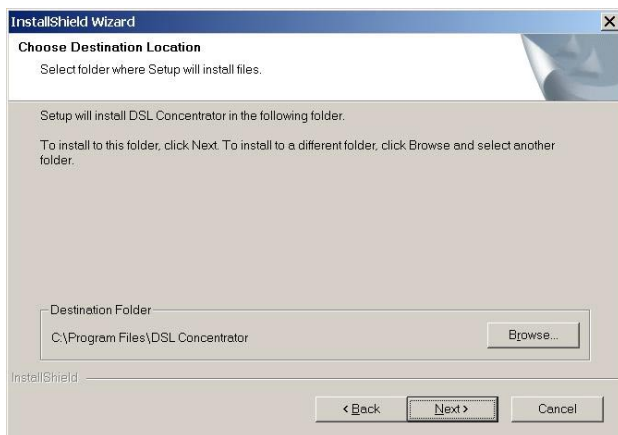 InstallShield Wizard
Choose Destination Location
Select folder where Setup will install files.
Setup will install DSL Concentrator in the following folder.
To install to this folder, click Next. To install to a different folder, click Browse and select another
folder.
Destination Folder
C:\Program Files\DSL Concentrator
Browse...
InstallShield
< Back
Next >
Cancel